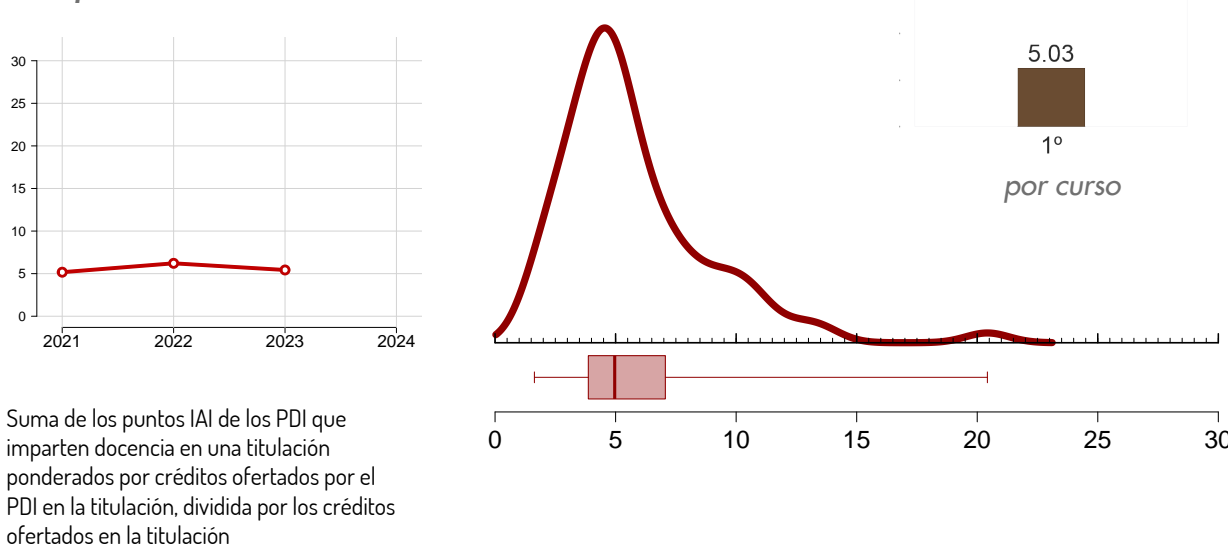 30
25
20
15
10
5
0
2021 2022 2023 2024
Suma de los puntos IAI de los PDI que
imparten docencia en una titulación
ponderados por créditos ofertados por el
PDI en la titulación, dividida por los créditos
ofertados en la titulación
5.03
1º
por curso
0 5 10 15 20 25 30